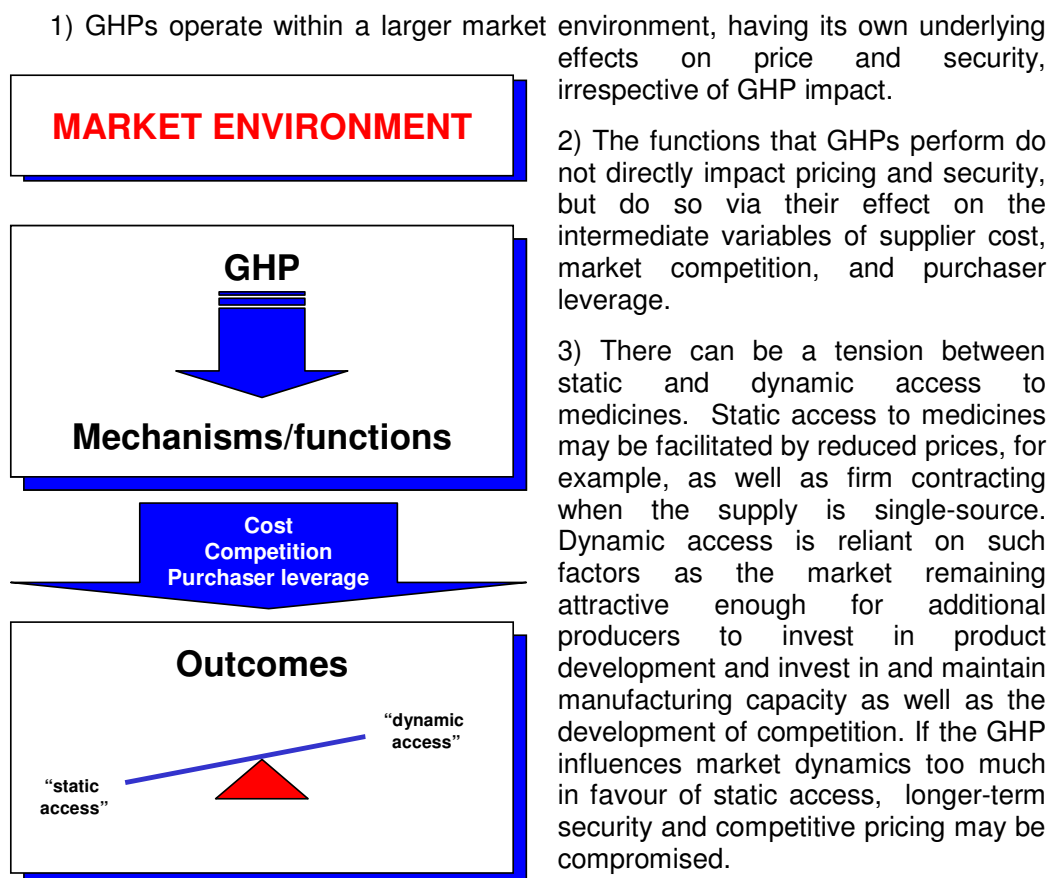 1) GHPs operate within a larger market environment, having its own underlying
effects on price and security,
irrespective of GHP impact.
MARKET ENVIRONMENT
2) The functions that GHPs perform do
not directly impact pricing and security,
but do so via their effect on the
intermediate variables of supplier cost,
market competition, and purchaser
leverage.
GHP
Mechanisms/functions
3) There can be a tension between
static and dynamic access to
medicines. Static access to medicines
may be facilitated by reduced prices, for
example, as well as firm contracting
when the supply is single-source.
Dynamic access is reliant on such
factors as the market remaining
attractive enough for additional
producers to invest in product
development and invest in and maintain
manufacturing capacity as well as the
development of competition. If the GHP
influences market dynamics too much
in favour of static access, longer-term
security and competitive pricing may be
compromised.
Cost
Competition
Purchaser leverage
Outcomes
“dynamic
access”
“static
access”